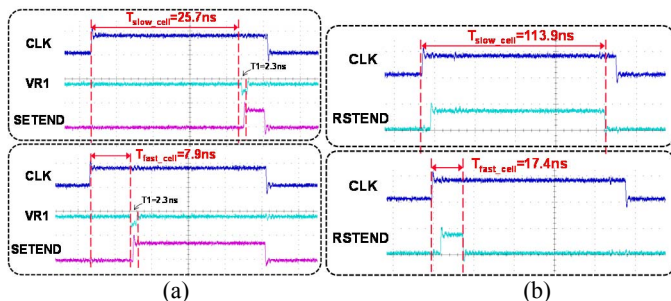 T_slow_cell=25.7ns
CLK
T1=2.3ns
VR1
SETEND
T_fast_cell=7.9ns
CLK
T1=2.3ns
VR1
SETEND
(a)
T_slow_cell=113.9ns
CLK
RSTEND
T_fast_cell=17.4ns
CLK
RSTEND
(b)